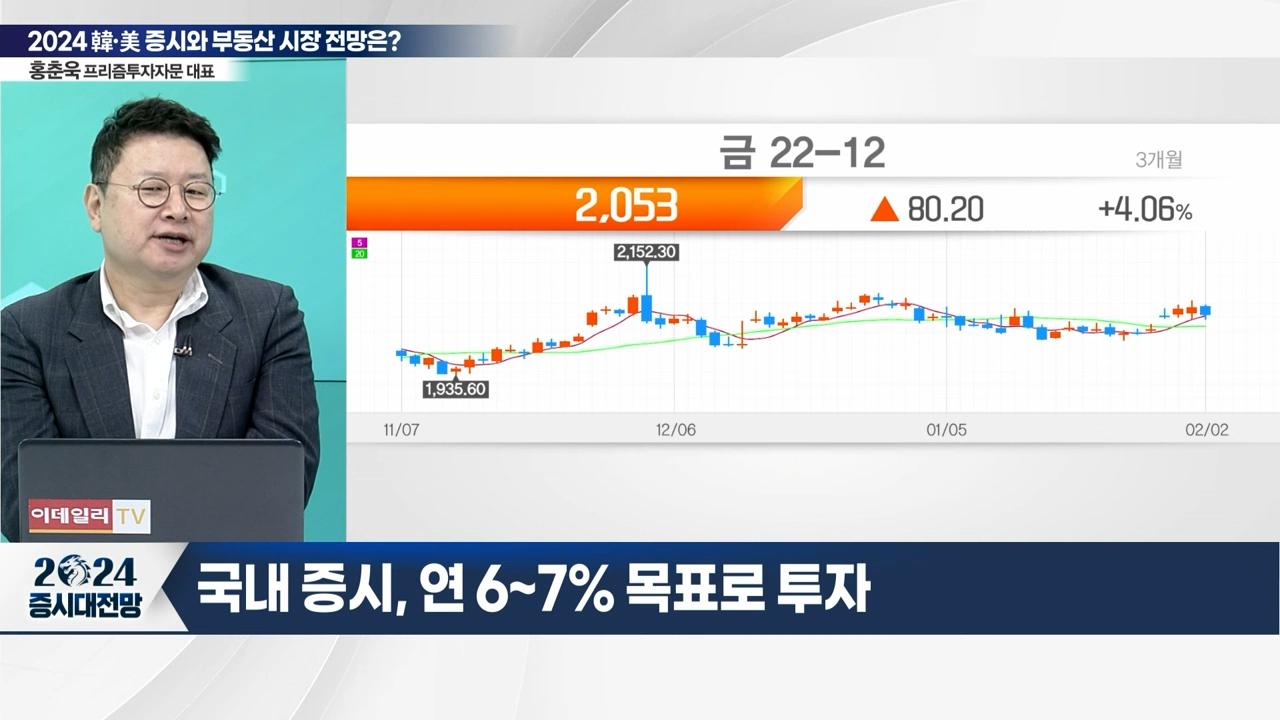 2024 韓·美 증시와 부동산 시장 전망은?
홍춘욱 프리즘투자자문 대표
금 22-12
3개월
2,053 ▲ 80.20 +4.06%
5
20
2,152.30
1,935.60
11/07 12/06 01/05 02/02
이데일리 TV
2024
증시대전망
국내 증시, 연 6~7% 목표로 투자